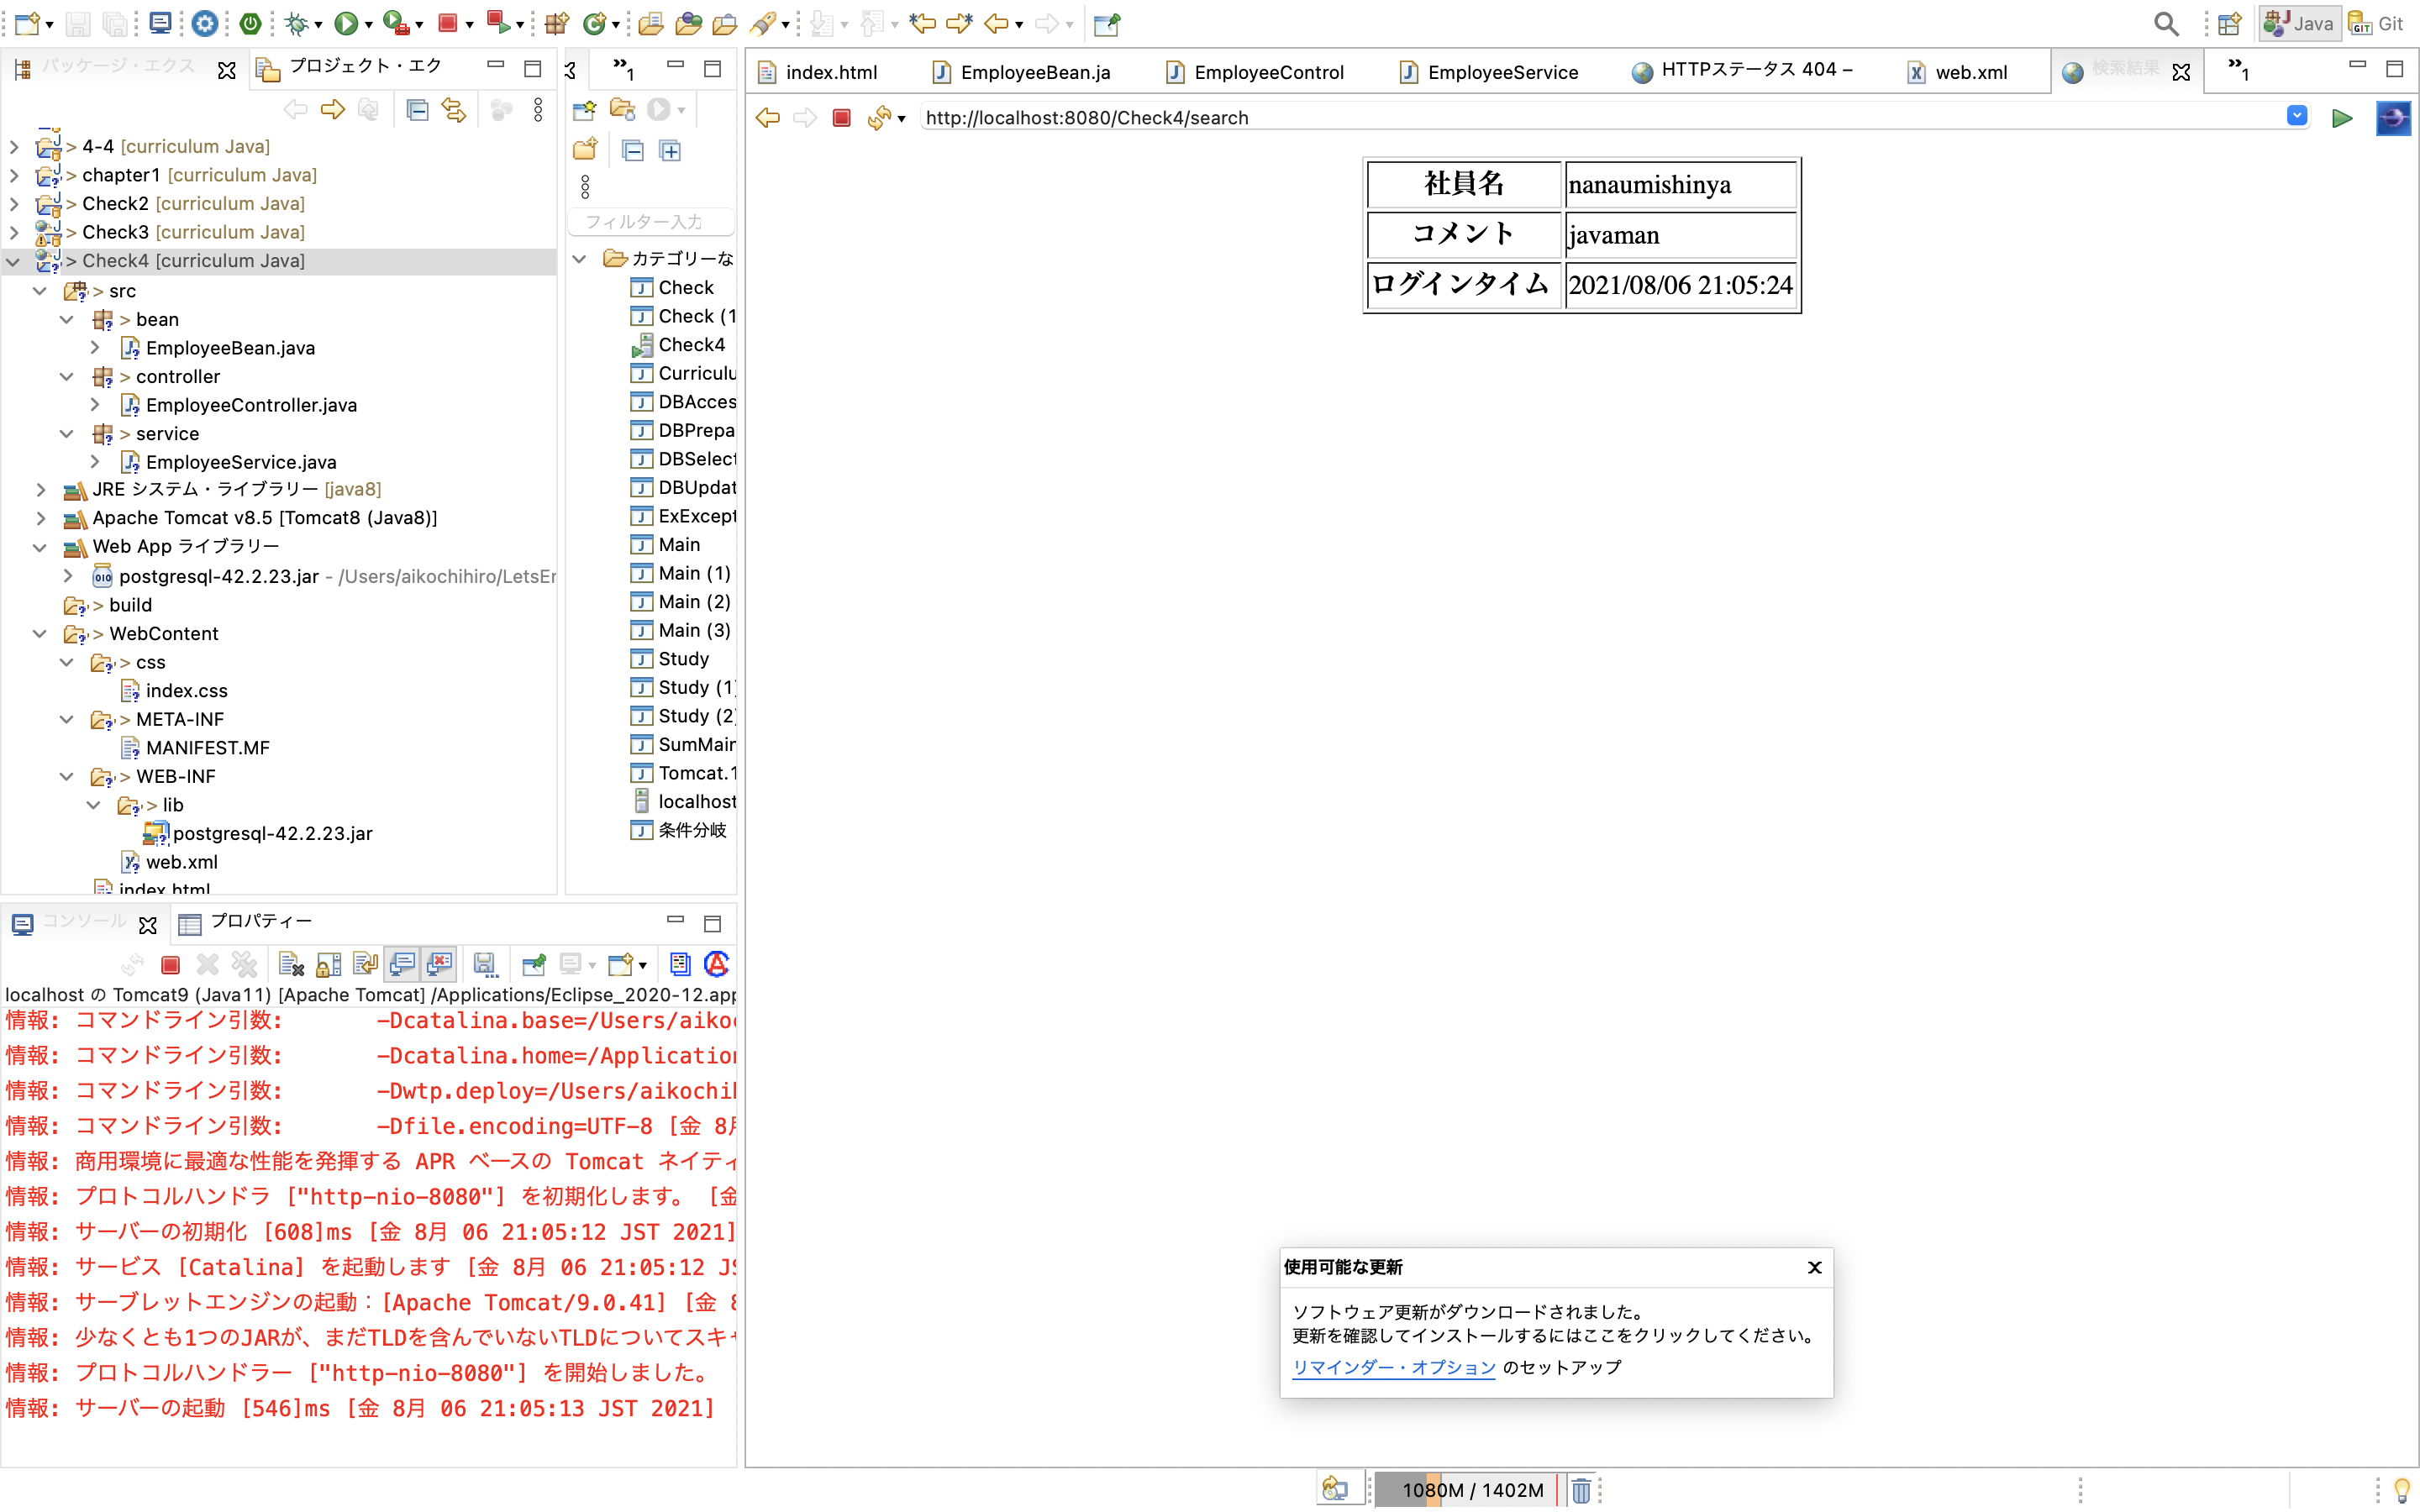 Java
Git
パッケージ・エクス
プロジェクト・エク
> 4-4 [curriculum Java]
> chapter1 [curriculum Java]
> Check2 [curriculum Java]
> Check3 [curriculum Java]
> Check4 [curriculum Java]
> src
> bean
EmployeeBean.java
> controller
EmployeeController.java
> service
EmployeeService.java
JRE システム・ライブラリー [java8]
Apache Tomcat v8.5 [Tomcat8 (Java8)]
Web App ライブラリー
postgresql-42.2.23.jar - /Users/aikochihiro/LetsEr
> build
> WebContent
> css
index.css
> META-INF
MANIFEST.MF
> WEB-INF
> lib
postgresql-42.2.23.jar
web.xml
index.html
»1
フィルター入力
カテゴリーな
Check
Check (1
Check4
Curriculu
DBAcces
DBPrepa
DBSelect
DBUpdat
ExExcept
Main
Main (1)
Main (2)
Main (3)
Study
Study (1)
Study (2)
SumMain
Tomcat.1
localhost
条件分岐
index.html
EmployeeBean.ja
EmployeeControl
EmployeeService
HTTPステータス 404 –
web.xml
検索結果
»1
http://localhost:8080/Check4/search
社員名 nanaumishinya
コメント javaman
ログインタイム 2021/08/06 21:05:24
コンソール
プロパティー
localhost の Tomcat9 (Java11) [Apache Tomcat] /Applications/Eclipse_2020-12.app
情報: コマンドライン引数: -Dcatalina.base=/Users/aikoc
情報: コマンドライン引数: -Dcatalina.home=/Application
情報: コマンドライン引数: -Dwtp.deploy=/Users/aikochih
情報: コマンドライン引数: -Dfile.encoding=UTF-8 [金 8月
情報: 商用環境に最適な性能を発揮する APR ベースの Tomcat ネイティ
情報: プロトコルハンドラ ["http-nio-8080"] を初期化します。 [金
情報: サーバーの初期化 [608]ms [金 8月 06 21:05:12 JST 2021]
情報: サービス [Catalina] を起動します [金 8月 06 21:05:12 JS
情報: サーブレットエンジンの起動：[Apache Tomcat/9.0.41] [金 8
情報: 少なくとも1つのJARが、まだTLDを含んでいないTLDについてスキャ
情報: プロトコルハンドラー ["http-nio-8080"] を開始しました。
情報: サーバーの起動 [546]ms [金 8月 06 21:05:13 JST 2021]
使用可能な更新
ソフトウェア更新がダウンロードされました。
更新を確認してインストールするにはここをクリックしてください。
リマインダー・オプション のセットアップ
1080M / 1402M